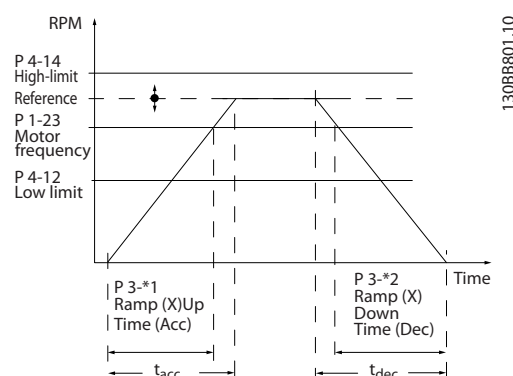 RPM
P 4-14
High-limit
Reference
P 1-23
Motor
frequency
P 4-12
Low limit
P 3-*1
Ramp (X)Up
Time (Acc)
P 3-*2
Ramp (X)
Down
Time (Dec)
Time
tacc
tdec
130BB801.10